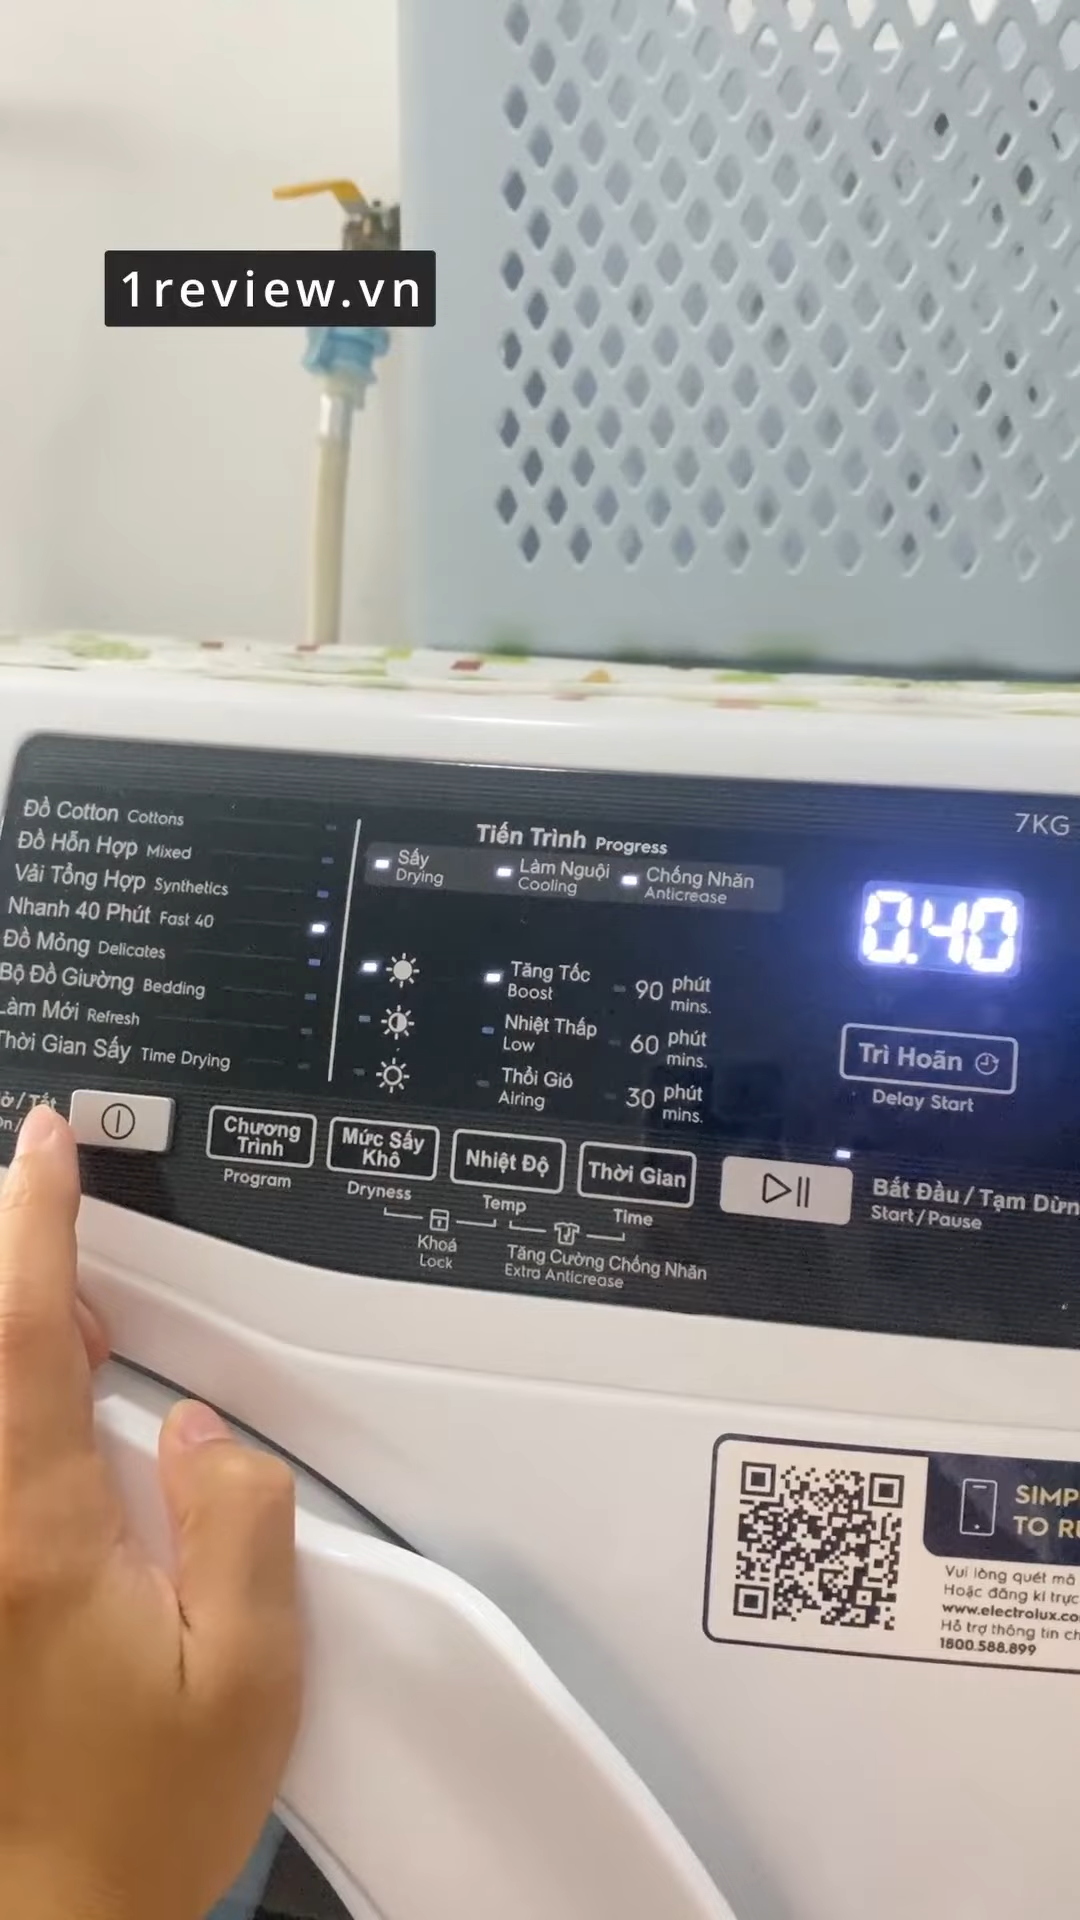 1review.vn
7KG
Đồ Cotton Cottons
Đồ Hỗn Hợp Mixed
Vải Tổng Hợp Synthetics
Nhanh 40 Phút Fast 40
Đồ Mỏng Delicates
Bộ Đồ Giường Bedding
Làm Mới Refresh
Thời Gian Sấy Time Drying
Tiến Trình Progress
Sấy
Drying
Làm Nguội
Cooling
Chống Nhăn
Anticrease
0.40
Tăng Tốc
Boost
90 phút
mins.
Nhiệt Thấp
Low
60 phút
mins.
Thổi Gió
Airing
30 phút
mins.
Trì Hoãn
Delay Start
Tắt
Chương
Trình
Program
Mức Sấy
Khô
Dryness
Nhiệt Độ
Temp
Thời Gian
Time
Khoá
Lock
Tăng Cường Chống Nhăn
Extra Anticrease
Bắt Đầu / Tạm Dừn
Start / Pause
SIMP
TO R
Vui lòng quét mã
Hoặc đăng kí trực
www.electrolux.co
Hỗ trợ thông tin ch
1800.588.899